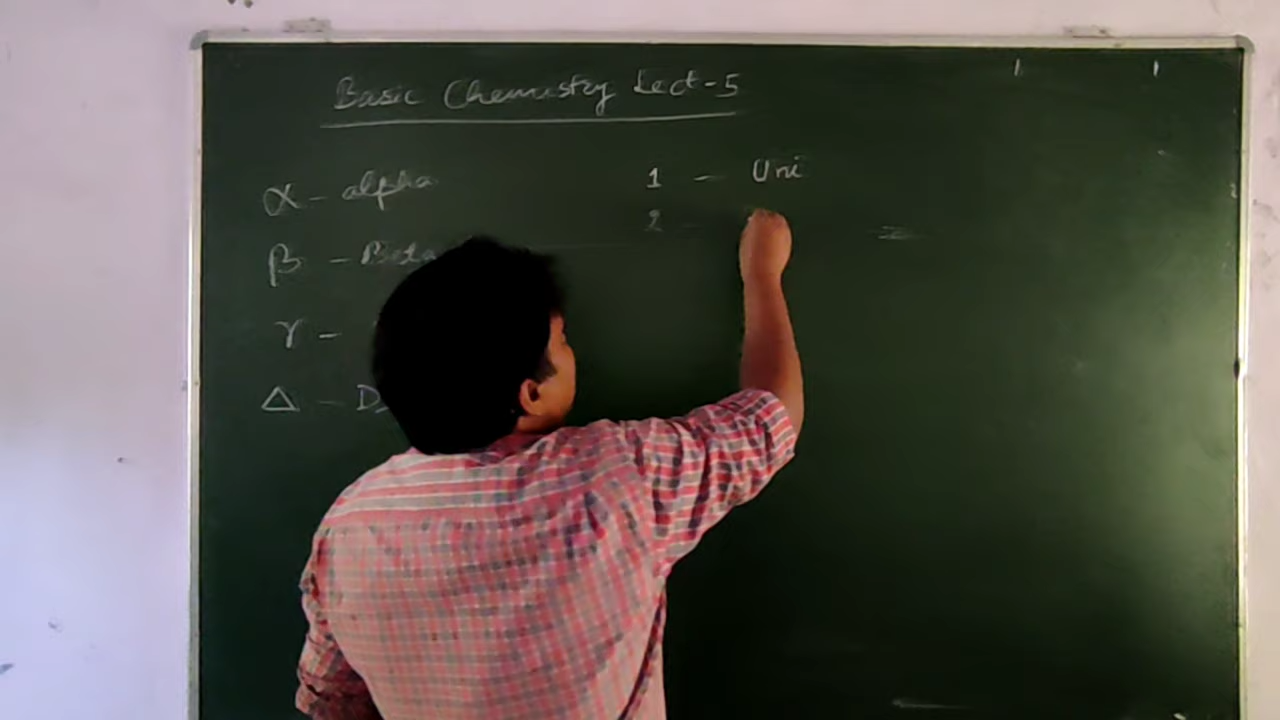 Basic Chemistry Lect-5
α - alpha
β - Beta
γ -
Δ - D
1 - Uni
2 -